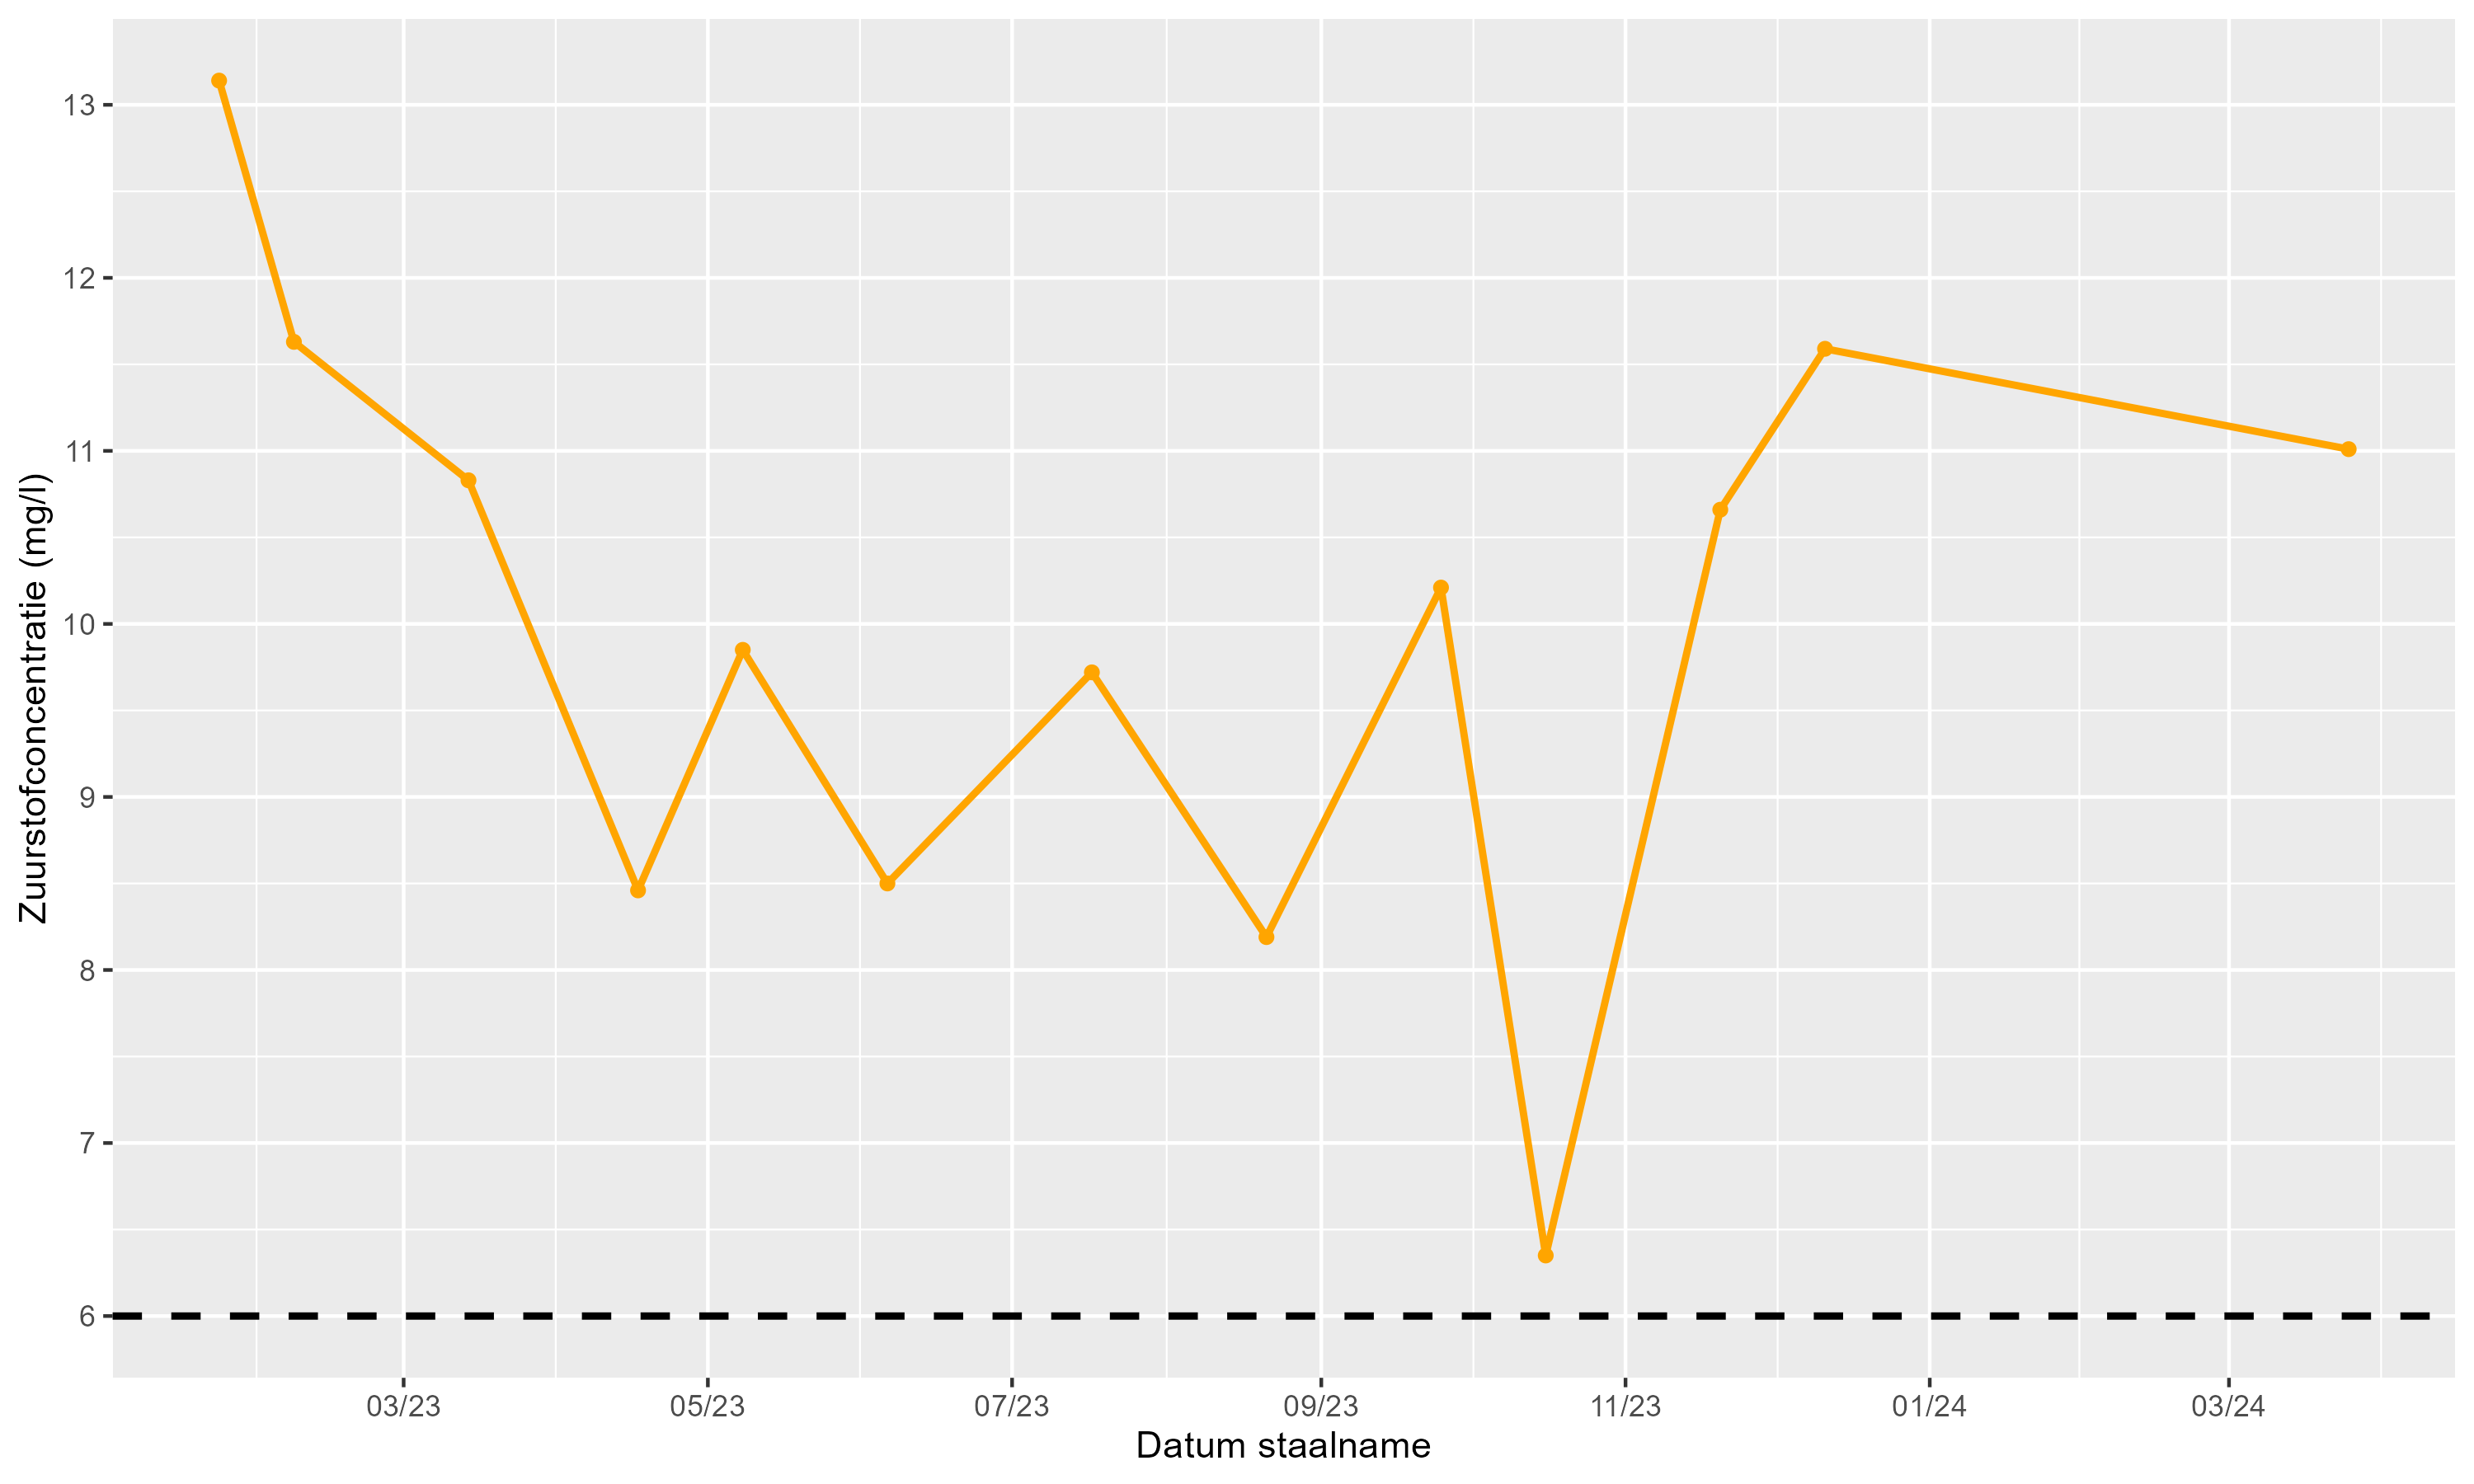 Zuurstofconcentratie (mg/l)
13
12
11
10
9
8
7
6
03/23 05/23 07/23 09/23 11/23 01/24 03/24
Datum staalname